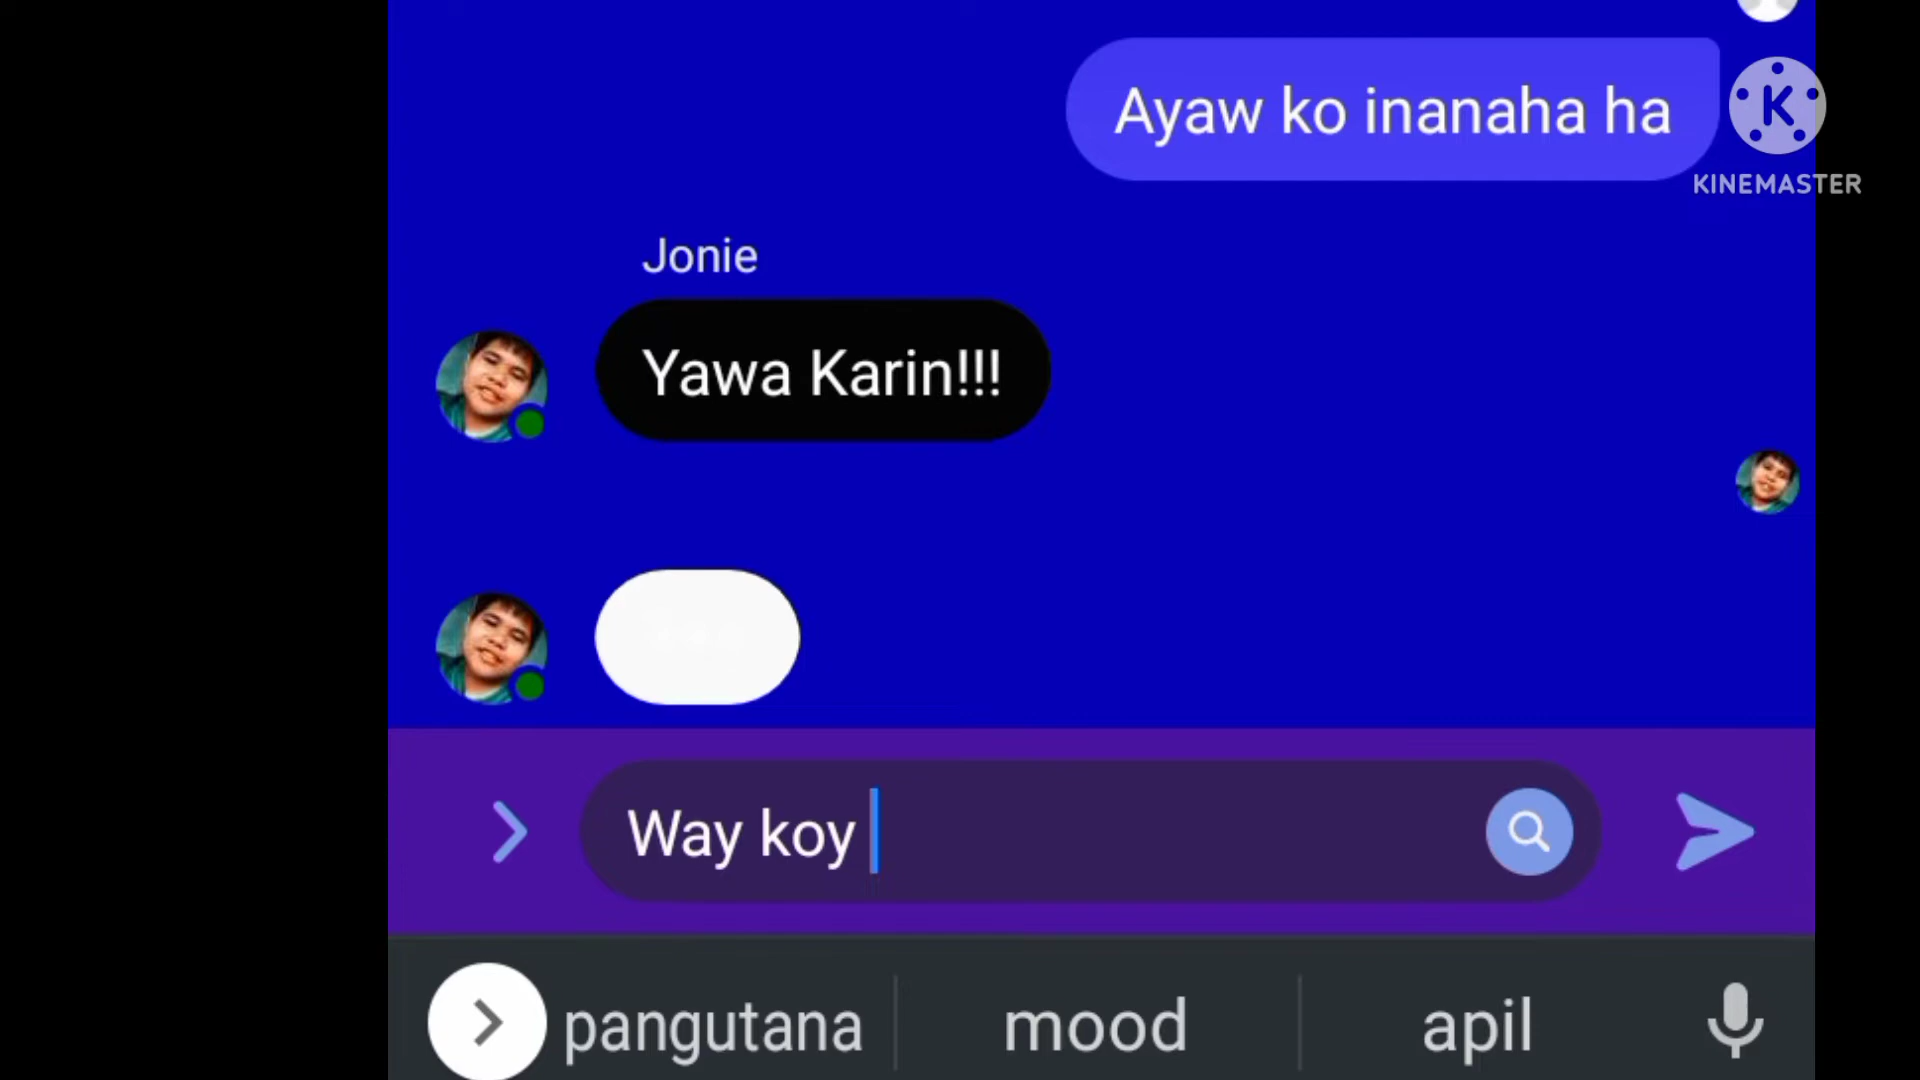 Ayaw ko inanaha ha
K
KINEMASTER
Jonie
Yawa Karin!!!
Way koy
pangutana mood apil